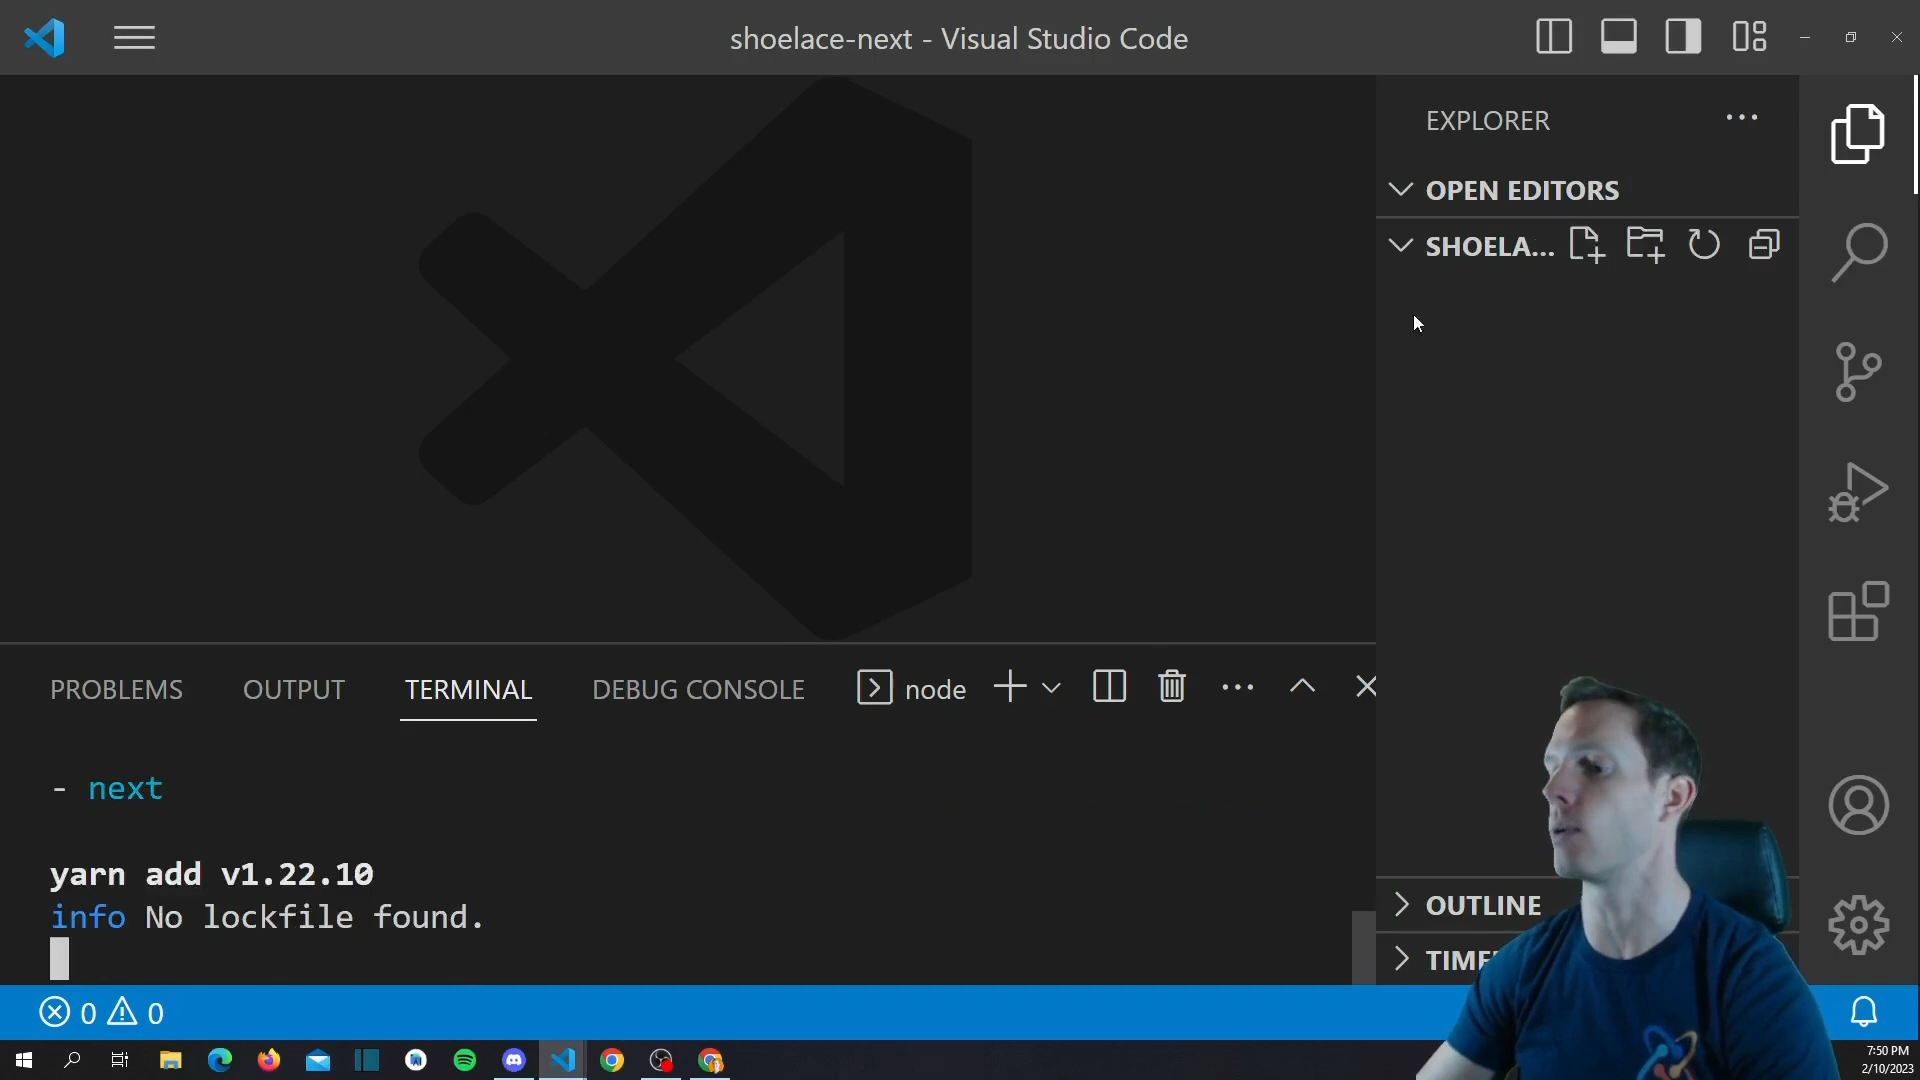 shoelace-next - Visual Studio Code
EXPLORER
OPEN EDITORS
SHOELA...
PROBLEMS
OUTPUT
TERMINAL
DEBUG CONSOLE
node
- next
yarn add v1.22.10
info No lockfile found.
OUTLINE
TIME
0
0
7:50 PM
2/10/2023